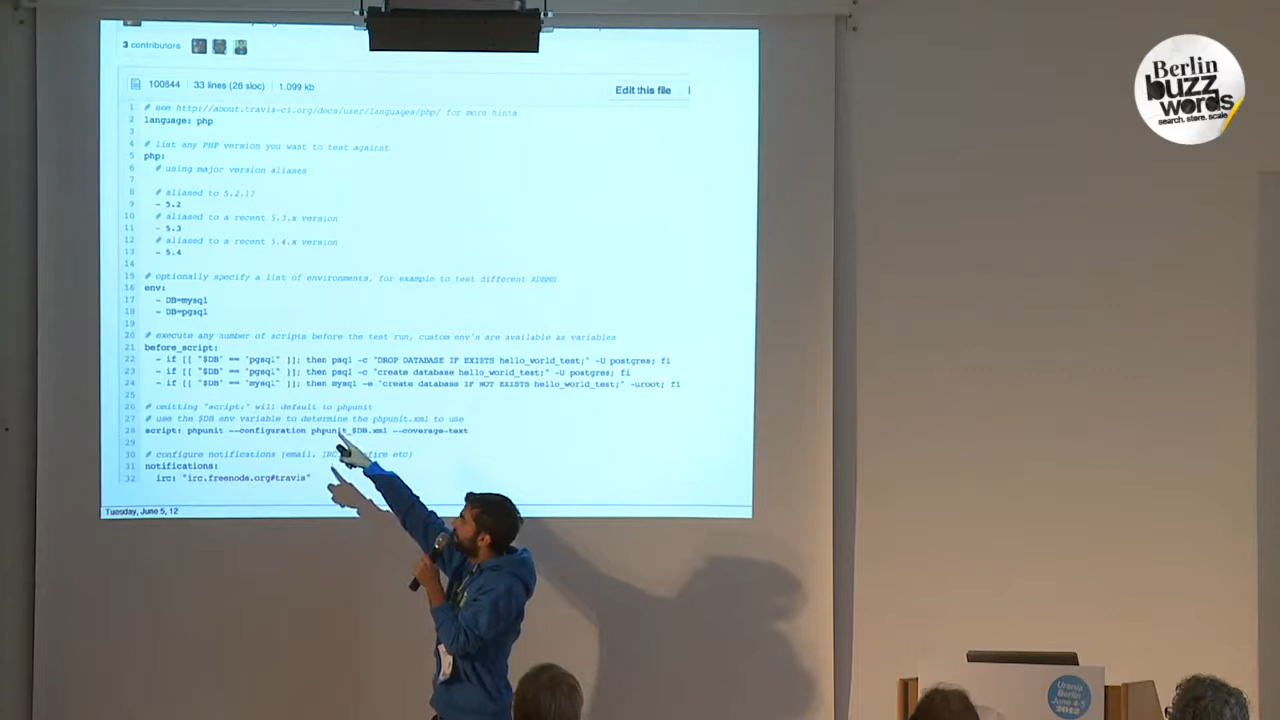 3 contributors
100644 33 lines (26 sloc) 1.099 kb
Edit this file
1 # see http://about.travis-ci.org/docs/user/languages/php/ for more hints
2 language: php
3
4 # list any PHP version you want to test against
5 php:
6 # using major version aliases
7
8 # aliased to 5.2.17
9 - 5.2
10 # aliased to a recent 5.3.x version
11 - 5.3
12 # aliased to a recent 5.4.x version
13 - 5.4
14
15 # optionally specify a list of environments, for example to test different RDBMS
16 env:
17 - DB=mysql
18 - DB=pgsql
19
20 # execute any number of scripts before the test run, custom env's are available as variables
21 before_script:
22 - if [[ "$DB" == "pgsql" ]]; then psql -c "DROP DATABASE IF EXISTS hello_world_test;" -U postgres; fi
23 - if [[ "$DB" == "pgsql" ]]; then psql -c "create database hello_world_test;" -U postgres; fi
24 - if [[ "$DB" == "mysql" ]]; then mysql -e "create database IF NOT EXISTS hello_world_test;" -uroot; fi
25
26 # omitting "script:" will default to phpunit
27 # use the $DB env variable to determine the phpunit.xml to use
28 script: phpunit --configuration phpunit_$DB.xml --coverage-text
29
30 # configure notifications (email, IRC, fire etc)
31 notifications:
32 irc: "irc.freenode.org#travis"
Tuesday, June 5, 12
Berlin
buzz
words
search. store. scale
Urania
Berlin
June 4-5
2012